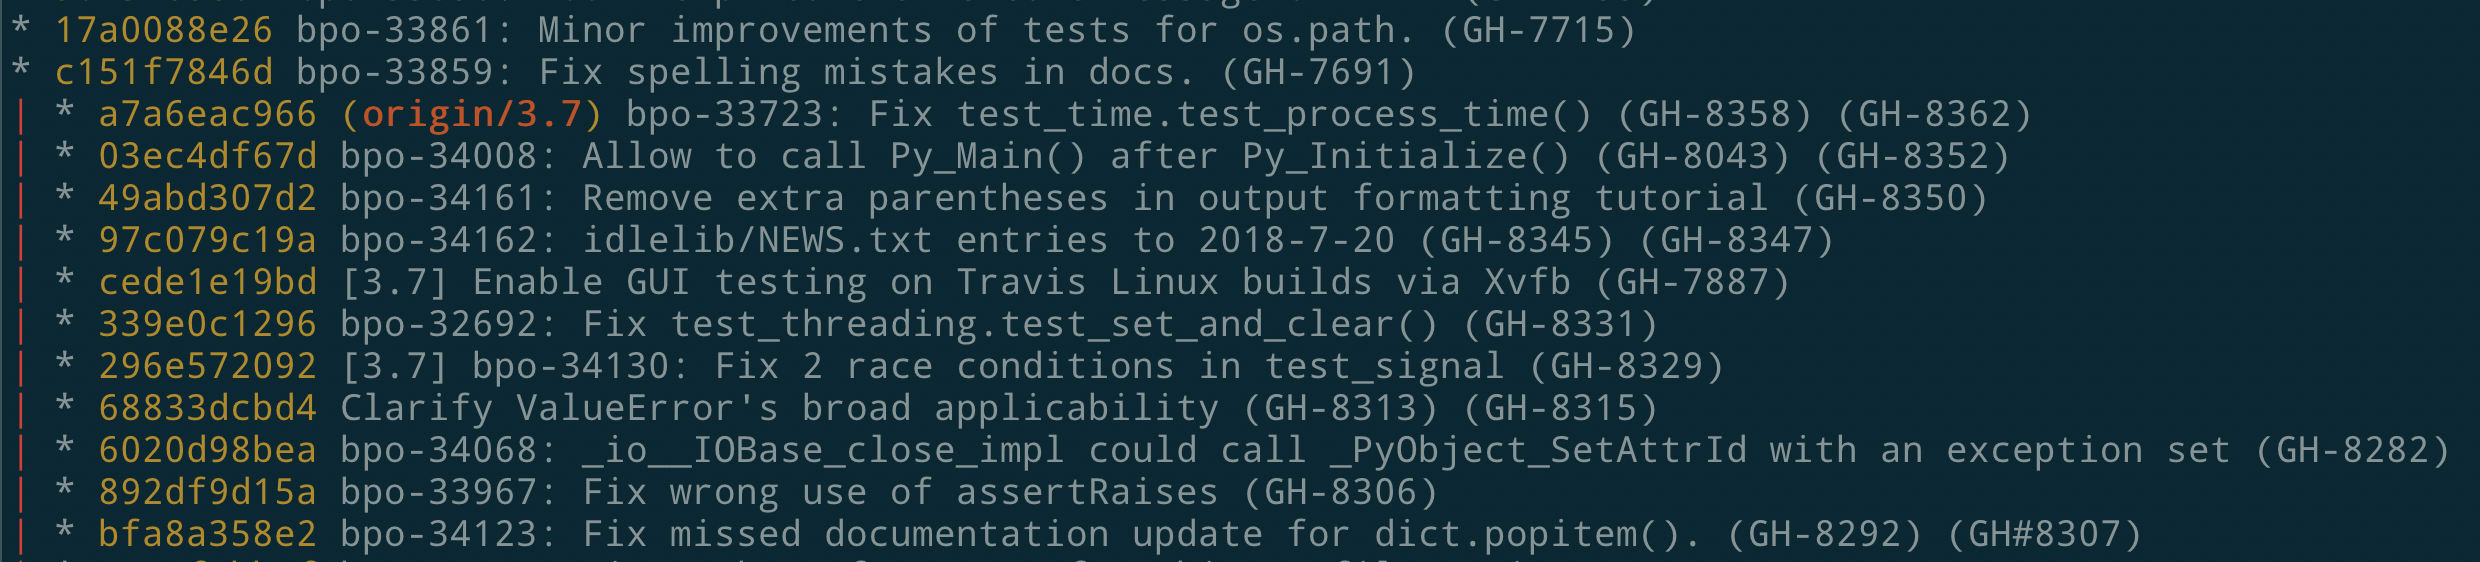 * 17a0088e26 bpo-33861: Minor improvements of tests for os.path. (GH-7715)
* c151f7846d bpo-33859: Fix spelling mistakes in docs. (GH-7691)
| * a7a6eac966 (origin/3.7) bpo-33723: Fix test_time.test_process_time() (GH-8358) (GH-8362)
| * 03ec4df67d bpo-34008: Allow to call Py_Main() after Py_Initialize() (GH-8043) (GH-8352)
| * 49abd307d2 bpo-34161: Remove extra parentheses in output formatting tutorial (GH-8350)
| * 97c079c19a bpo-34162: idlelib/NEWS.txt entries to 2018-7-20 (GH-8345) (GH-8347)
| * cede1e19bd [3.7] Enable GUI testing on Travis Linux builds via Xvfb (GH-7887)
| * 339e0c1296 bpo-32692: Fix test_threading.test_set_and_clear() (GH-8331)
| * 296e572092 [3.7] bpo-34130: Fix 2 race conditions in test_signal (GH-8329)
| * 68833dcbd4 Clarify ValueError's broad applicability (GH-8313) (GH-8315)
| * 6020d98bea bpo-34068: _io__IOBase_close_impl could call _PyObject_SetAttrId with an exception set (GH-8282)
| * 892df9d15a bpo-33967: Fix wrong use of assertRaises (GH-8306)
| * bfa8a358e2 bpo-34123: Fix missed documentation update for dict.popitem(). (GH-8292) (GH#8307)